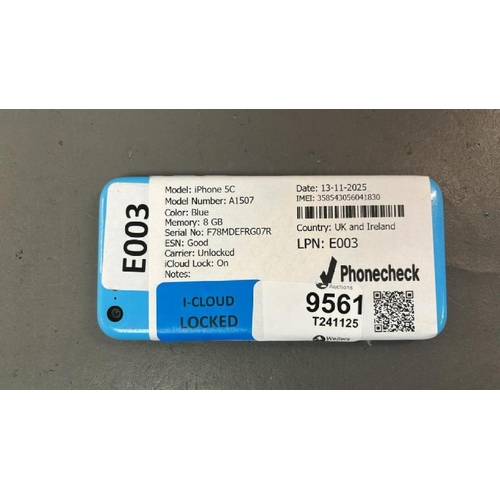 E003
Model: iPhone 5C
Model Number: A1507
Color: Blue
Memory: 8 GB
Serial No: F78MDEFRG07R
ESN: Good
Carrier: Unlocked
iCloud Lock: On
Notes:
Date: 13-11-2025
IMEI: 358543056041830
Country: UK and Ireland
LPN: E003
Phonecheck
Auctions
I-CLOUD
LOCKED
9561
T241125